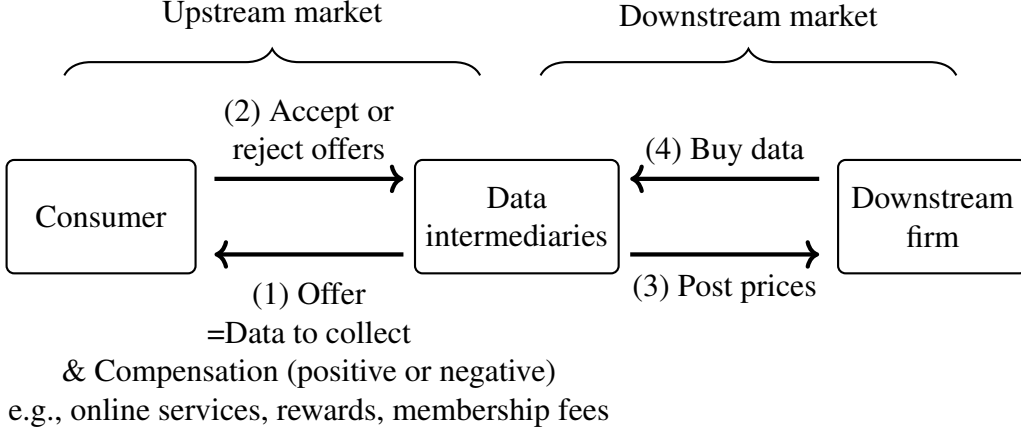 Upstream market
Downstream market
(2) Accept or
reject offers
(4) Buy data
Consumer
Data
intermediaries
Downstream
firm
(1) Offer
=Data to collect
& Compensation (positive or negative)
e.g., online services, rewards, membership fees
(3) Post prices